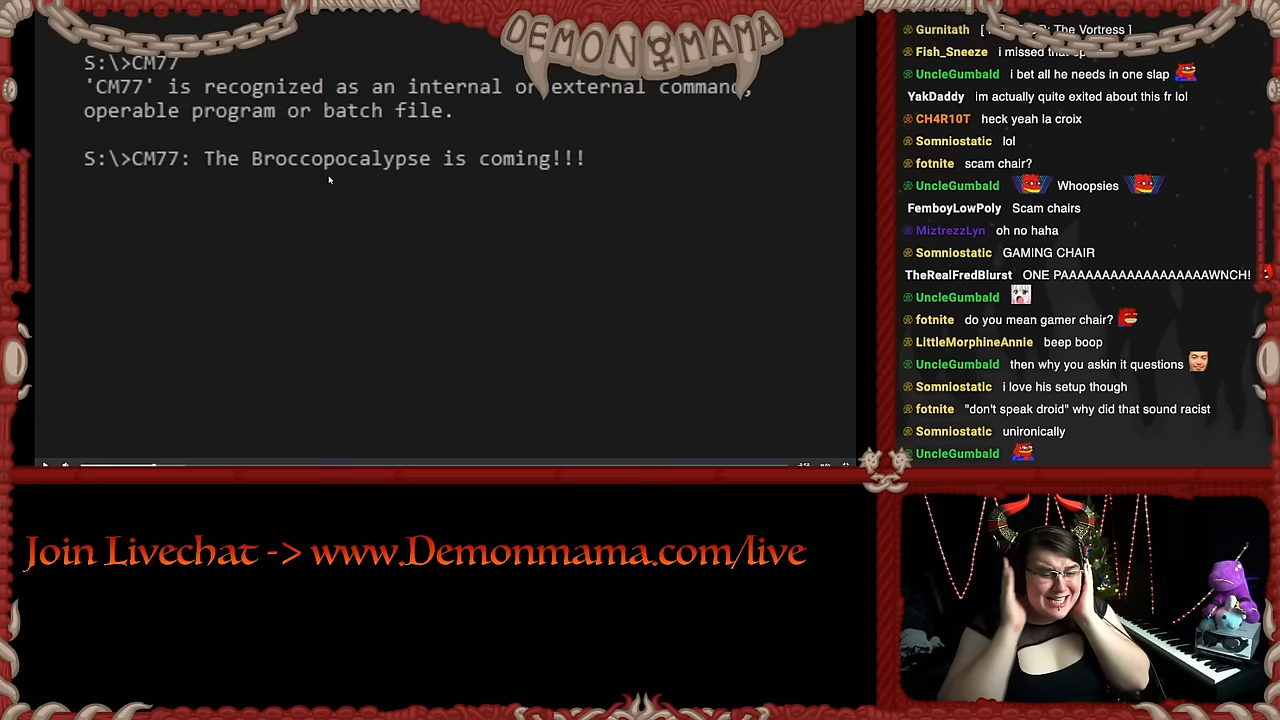 DEMON MAMA
S:\>CM77
'CM77' is recognized as an internal or external command,
operable program or batch file.
S:\>CM77: The Broccopocalypse is coming!!!
Gurnitath [ : The Vortress ]
Fish_Sneeze i missed that
UncleGumbald i bet all he needs in one slap
YakDaddy im actually quite exited about this fr lol
CH4R10T heck yeah la croix
Somniostatic lol
fotnite scam chair?
UncleGumbald Whoopsies
FemboyLowPoly Scam chairs
MiztrezzLyn oh no haha
Somniostatic GAMING CHAIR
TheRealFredBlurst ONE PAAAAAAAAAAAAAAAAAWNCH!
UncleGumbald
fotnite do you mean gamer chair?
LittleMorphineAnnie beep boop
UncleGumbald then why you askin it questions
Somniostatic i love his setup though
fotnite "don't speak droid" why did that sound racist
Somniostatic unironically
UncleGumbald
Join Livechat -> www.Demonmama.com/live